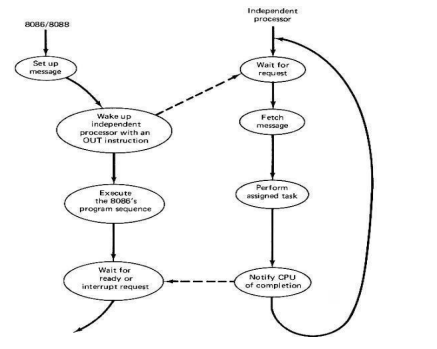 8086/8088
Set up
message
Wake up
independent
processor with an
OUT instruction
Execute
the 8086's
program sequence
Wait for
ready or
interrupt request
Independent
processor
Wait for
request
Fetch
message
Perform
assigned task
Notify CPU
of completion